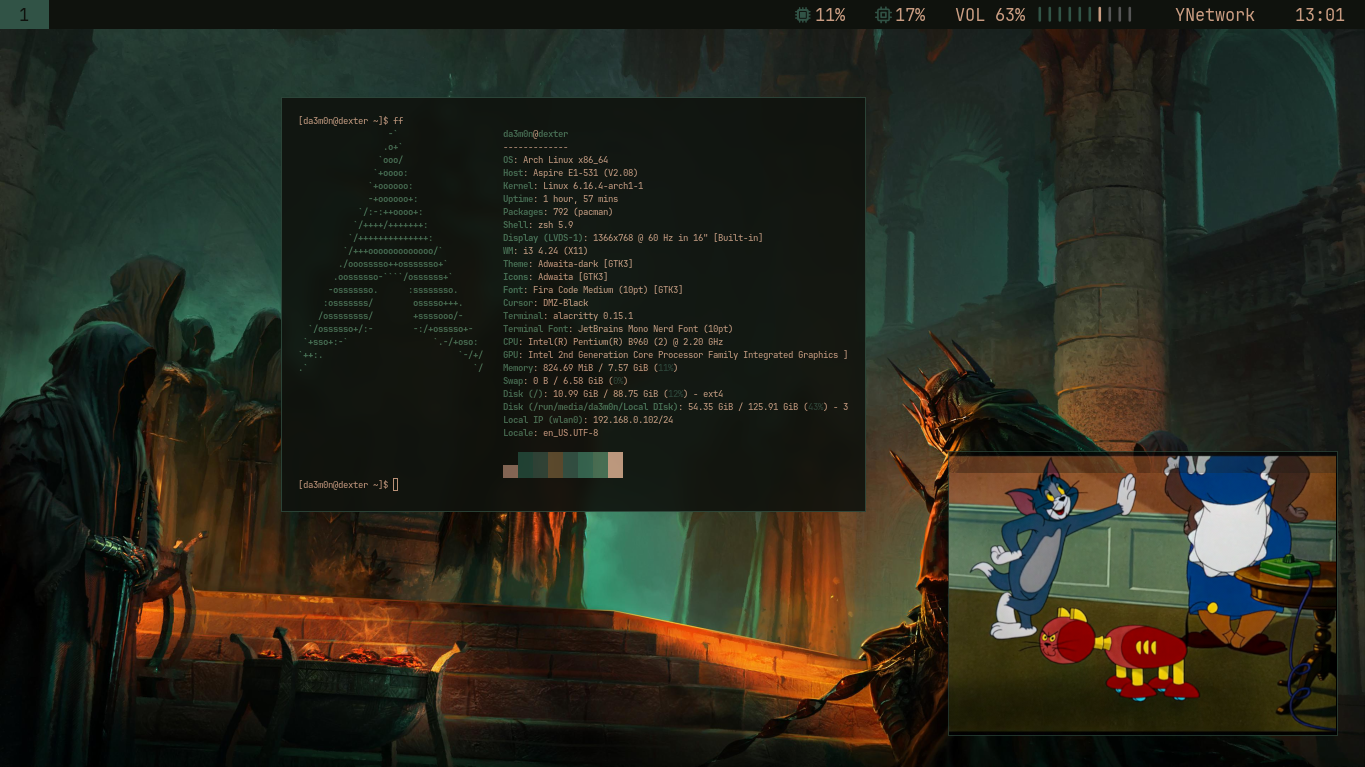 1 11% 17% VOL 63% YNetwork 13:01
[da3m0n@dexter ~]$ ff
da3m0n@dexter
-------------
OS: Arch Linux x86_64
Host: Aspire E1-531 (V2.08)
Kernel: Linux 6.16.4-arch1-1
Uptime: 1 hour, 57 mins
Packages: 792 (pacman)
Shell: zsh 5.9
Display (LVDS-1): 1366x768 @ 60 Hz in 16" [Built-in]
WM: i3 4.24 (X11)
Theme: Adwaita-dark [GTK3]
Icons: Adwaita [GTK3]
Font: Fira Code Medium (10pt) [GTK3]
Cursor: DMZ-Black
Terminal: alacritty 0.15.1
Terminal Font: JetBrains Mono Nerd Font (10pt)
CPU: Intel(R) Pentium(R) B960 (2) @ 2.20 GHz
GPU: Intel 2nd Generation Core Processor Family Integrated Graphics ]
Memory: 824.69 MiB / 7.57 GiB (11%)
Swap: 0 B / 6.58 GiB (0%)
Disk (/): 10.99 GiB / 88.75 GiB (12%) - ext4
Disk (/run/media/da3m0n/Local DIsk): 54.35 GiB / 125.91 GiB (43%) - 3
Local IP (wlan0): 192.168.0.102/24
Locale: en_US.UTF-8
[da3m0n@dexter ~]$